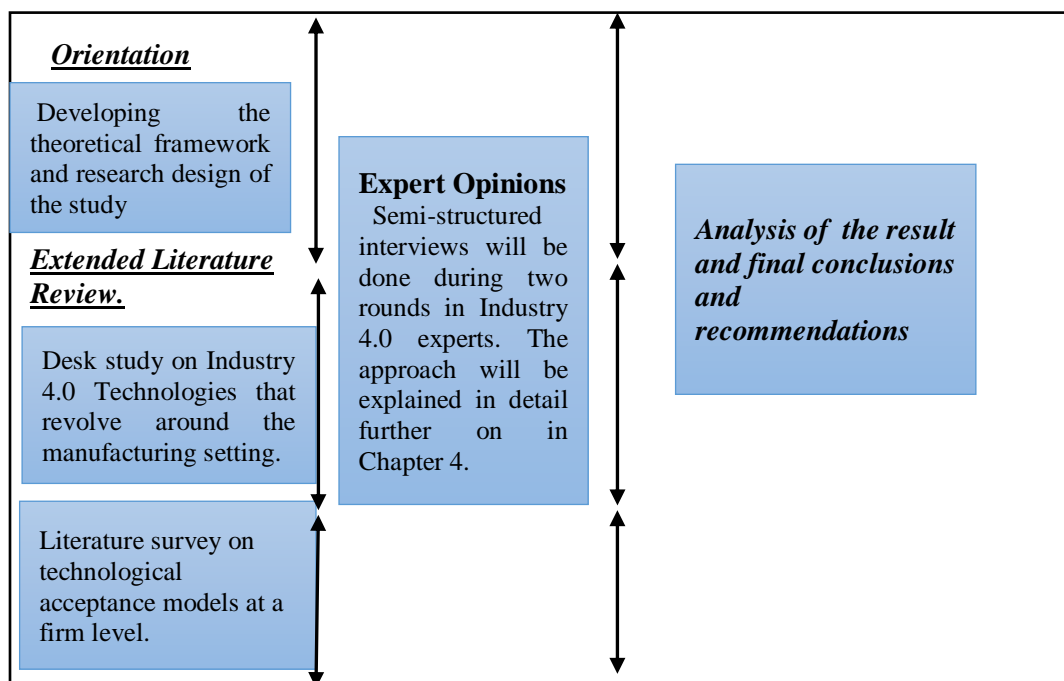 Orientation
Developing the
theoretical framework
and research design of
the study
Extended Literature
Review.
Desk study on Industry
4.0 Technologies that
revolve around the
manufacturing setting.
Literature survey on
technological
acceptance models at a
firm level.
Expert Opinions
Semi-structured
interviews will be
done during two
rounds in Industry
4.0 experts. The
approach will be
explained in detail
further on in
Chapter 4.
Analysis of the result
and final conclusions
and
recommendations